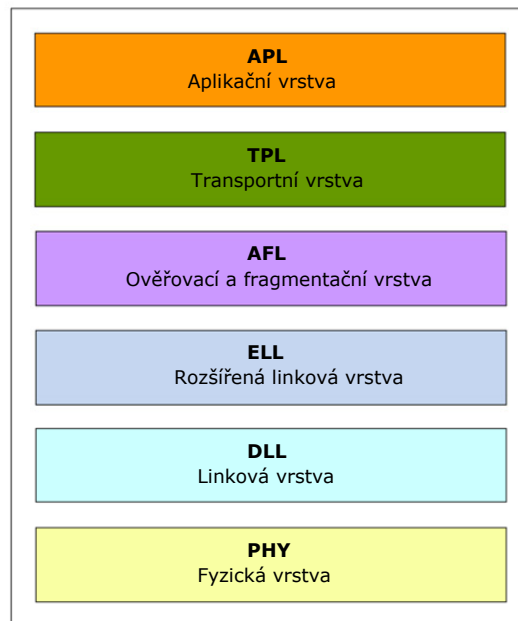 APL
Aplikační vrstva
TPL
Transportní vrstva
AFL
Ověřovací a fragmentační vrstva
ELL
Rozšířená linková vrstva
DLL
Linková vrstva
PHY
Fyzická vrstva